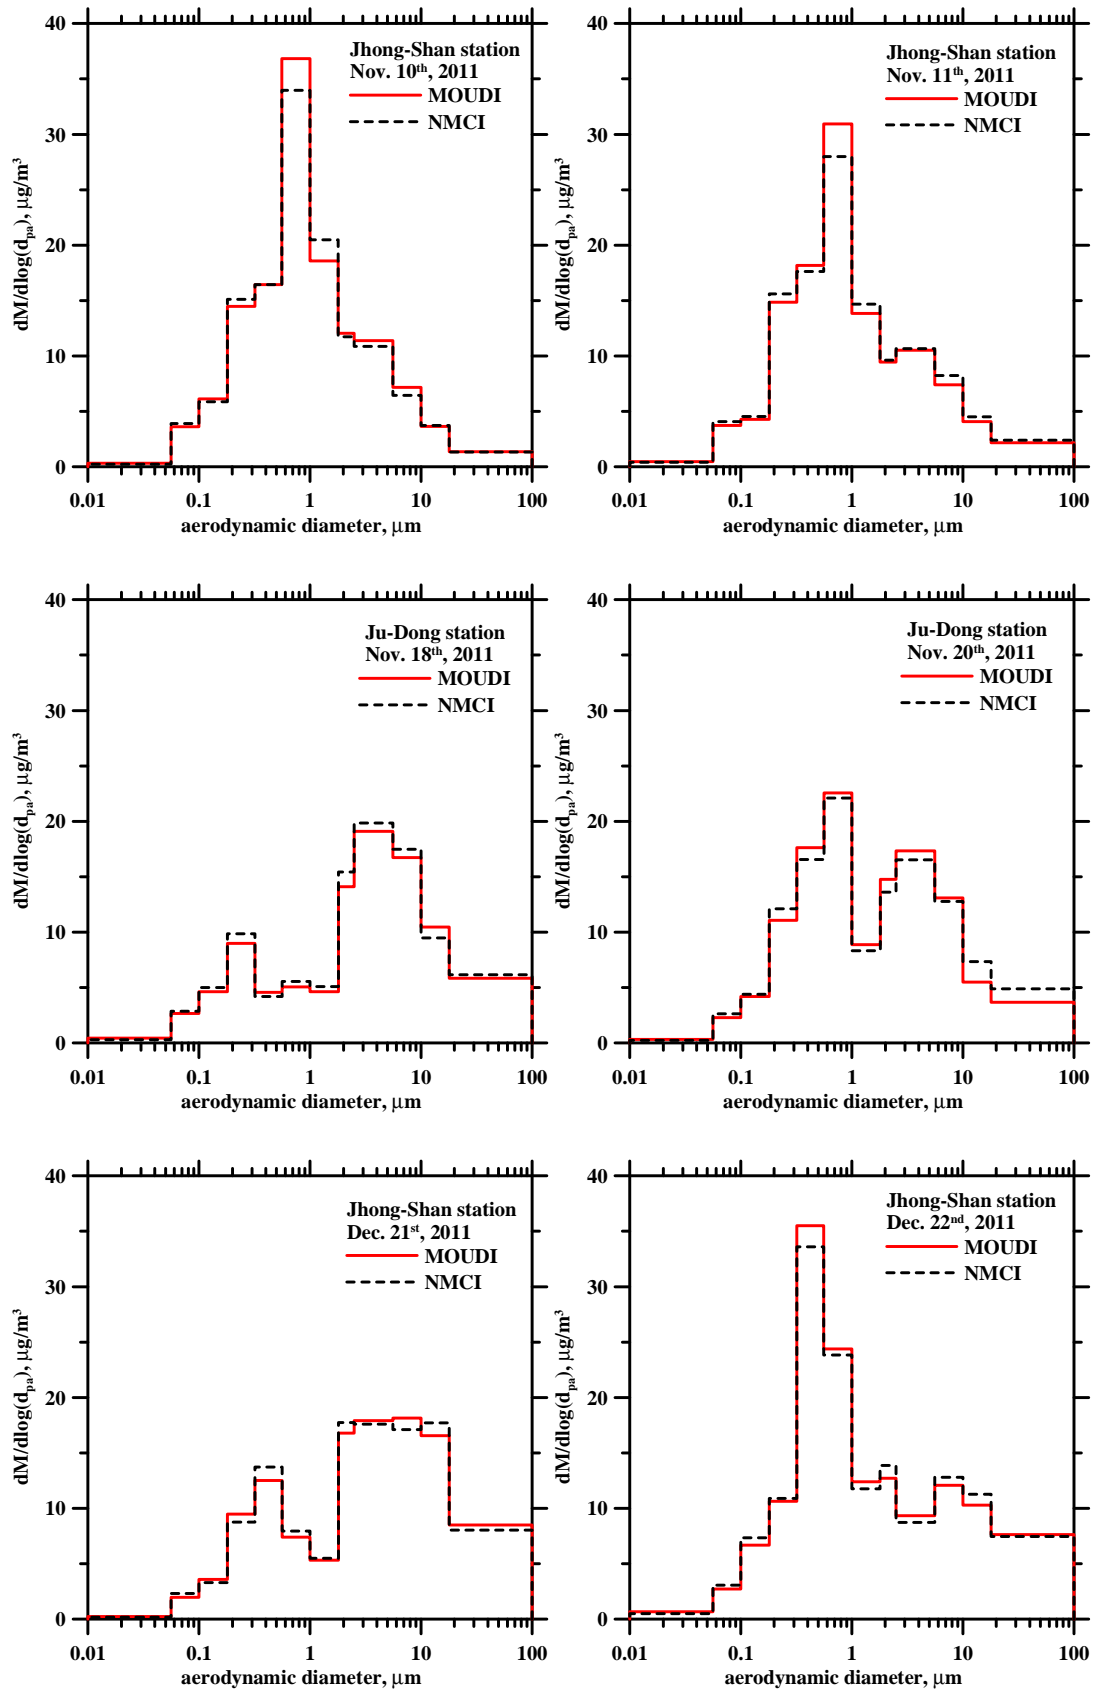 40
30
20
10
0
dM/dlog(d_pa), μg/m³
Jhong-Shan station
Nov. 10th, 2011
MOUDI
NMCI
0.01 0.1 1 10 100
aerodynamic diameter, μm
40
30
20
10
0
dM/dlog(d_pa), μg/m³
Jhong-Shan station
Nov. 11th, 2011
MOUDI
NMCI
0.01 0.1 1 10 100
aerodynamic diameter, μm
40
30
20
10
0
dM/dlog(d_pa), μg/m³
Ju-Dong station
Nov. 18th, 2011
MOUDI
NMCI
0.01 0.1 1 10 100
aerodynamic diameter, μm
40
30
20
10
0
dM/dlog(d_pa), μg/m³
Ju-Dong station
Nov. 20th, 2011
MOUDI
NMCI
0.01 0.1 1 10 100
aerodynamic diameter, μm
40
30
20
10
0
dM/dlog(d_pa), μg/m³
Jhong-Shan station
Dec. 21st, 2011
MOUDI
NMCI
0.01 0.1 1 10 100
aerodynamic diameter, μm
40
30
20
10
0
dM/dlog(d_pa), μg/m³
Jhong-Shan station
Dec. 22nd, 2011
MOUDI
NMCI
0.01 0.1 1 10 100
aerodynamic diameter, μm